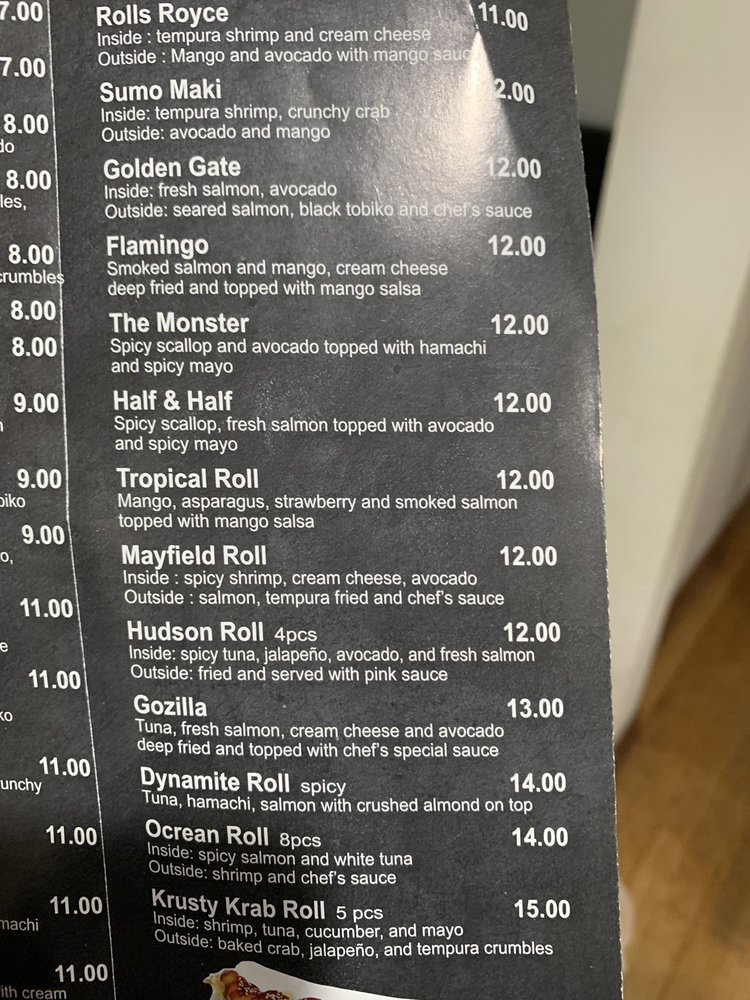 7.00
7.00
8.00
8.00
les,
8.00
crumbles
8.00
8.00
9.00
9.00
biko
9.00
o,
11.00
e
11.00
ko
11.00
unchy
11.00
11.00
machi
11.00
ith cream
Rolls Royce 11.00
Inside : tempura shrimp and cream cheese
Outside : Mango and avocado with mango sauc
Sumo Maki 2.00
Inside: tempura shrimp, crunchy crab
Outside: avocado and mango
Golden Gate 12.00
Inside: fresh salmon, avocado
Outside: seared salmon, black tobiko and chef's sauce
Flamingo 12.00
Smoked salmon and mango, cream cheese
deep fried and topped with mango salsa
The Monster 12.00
Spicy scallop and avocado topped with hamachi
and spicy mayo
Half & Half 12.00
Spicy scallop, fresh salmon topped with avocado
and spicy mayo
Tropical Roll 12.00
Mango, asparagus, strawberry and smoked salmon
topped with mango salsa
Mayfield Roll 12.00
Inside : spicy shrimp, cream cheese, avocado
Outside : salmon, tempura fried and chef's sauce
Hudson Roll 4pcs 12.00
Inside: spicy tuna, jalapeño, avocado, and fresh salmon
Outside: fried and served with pink sauce
Gozilla 13.00
Tuna, fresh salmon, cream cheese and avocado
deep fried and topped with chef's special sauce
Dynamite Roll spicy 14.00
Tuna, hamachi, salmon with crushed almond on top
Ocrean Roll 8pcs 14.00
Inside: spicy salmon and white tuna
Outside: shrimp and chef's sauce
Krusty Krab Roll 5 pcs 15.00
Inside: shrimp, tuna, cucumber, and mayo
Outside: baked crab, jalapeño, and tempura crumbles